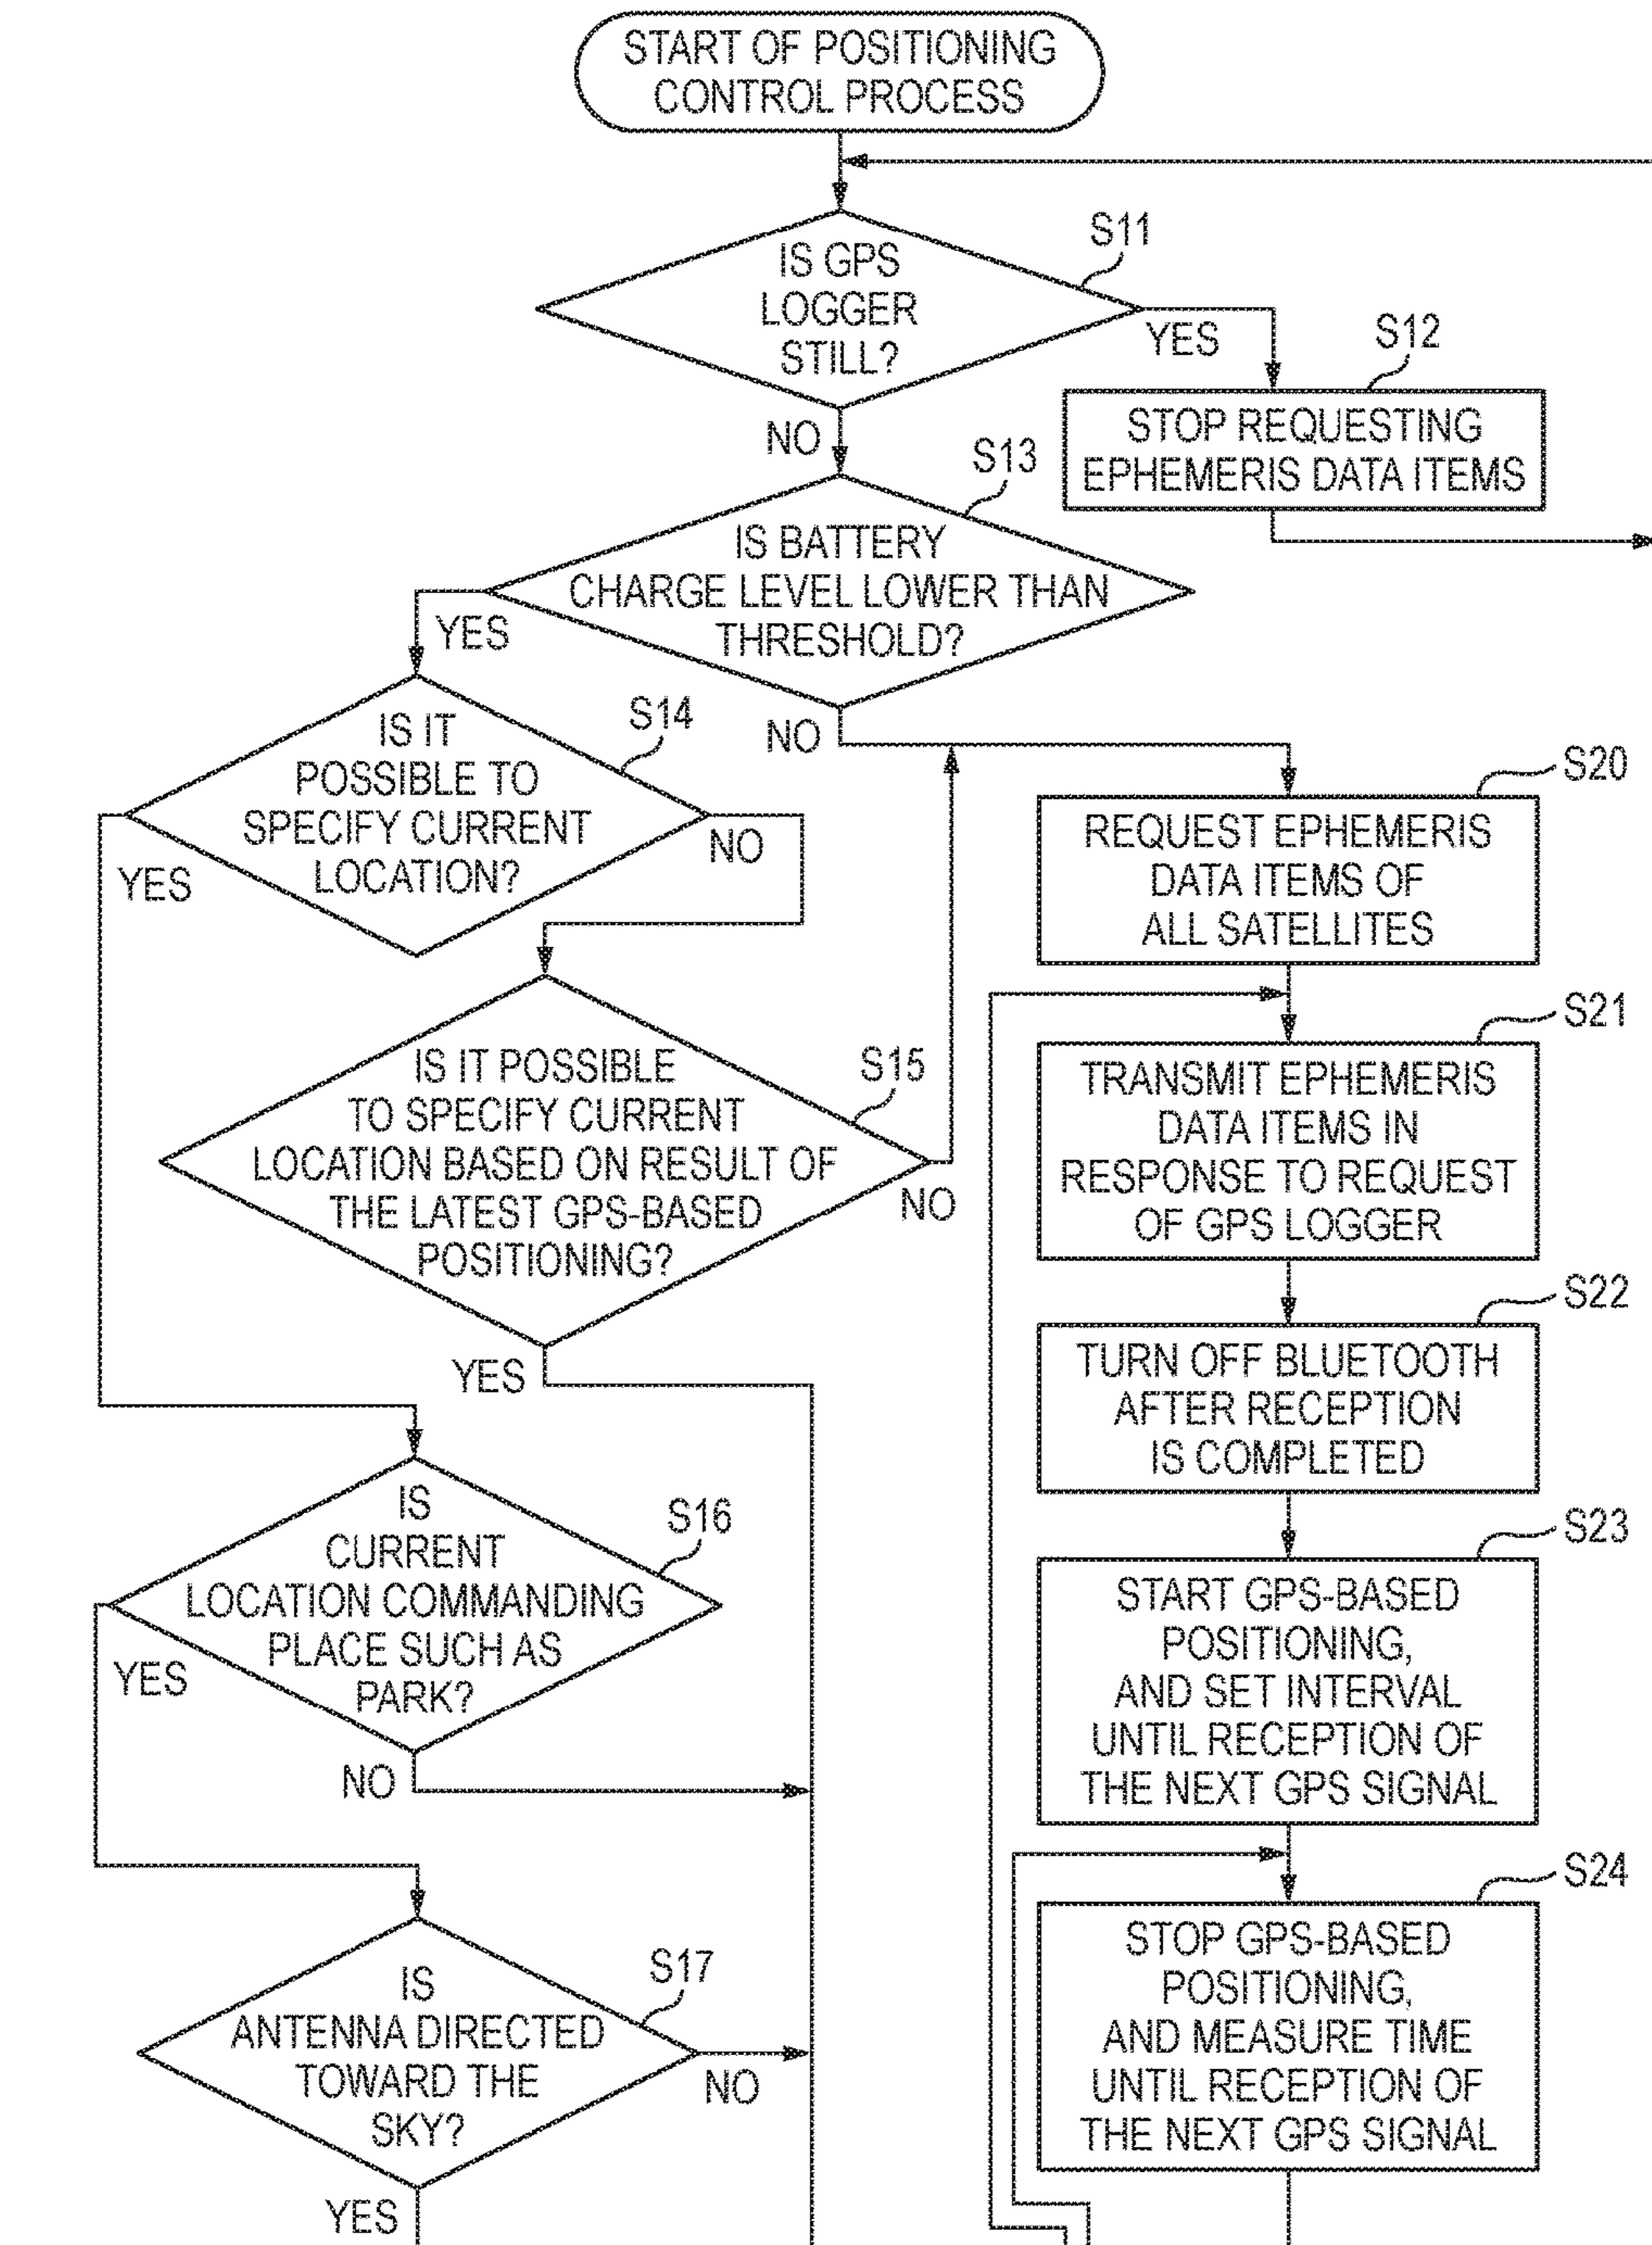 START OF POSITIONING
CONTROL PROCESS
S11
IS GPS
LOGGER
STILL?
YES
NO
S12
STOP REQUESTING
EPHEMERIS DATA ITEMS
S13
IS BATTERY
CHARGE LEVEL LOWER THAN
THRESHOLD?
YES
NO
S14
IS IT
POSSIBLE TO
SPECIFY CURRENT
LOCATION?
YES
NO
S15
IS IT POSSIBLE
TO SPECIFY CURRENT
LOCATION BASED ON RESULT OF
THE LATEST GPS-BASED
POSITIONING?
NO
YES
S16
IS
CURRENT
LOCATION COMMANDING
PLACE SUCH AS
PARK?
YES
NO
S17
IS
ANTENNA DIRECTED
TOWARD THE
SKY?
NO
YES
S20
REQUEST EPHEMERIS
DATA ITEMS OF
ALL SATELLITES
S21
TRANSMIT EPHEMERIS
DATA ITEMS IN
RESPONSE TO REQUEST
OF GPS LOGGER
S22
TURN OFF BLUETOOTH
AFTER RECEPTION
IS COMPLETED
S23
START GPS-BASED
POSITIONING,
AND SET INTERVAL
UNTIL RECEPTION OF
THE NEXT GPS SIGNAL
S24
STOP GPS-BASED
POSITIONING,
AND MEASURE TIME
UNTIL RECEPTION OF
THE NEXT GPS SIGNAL